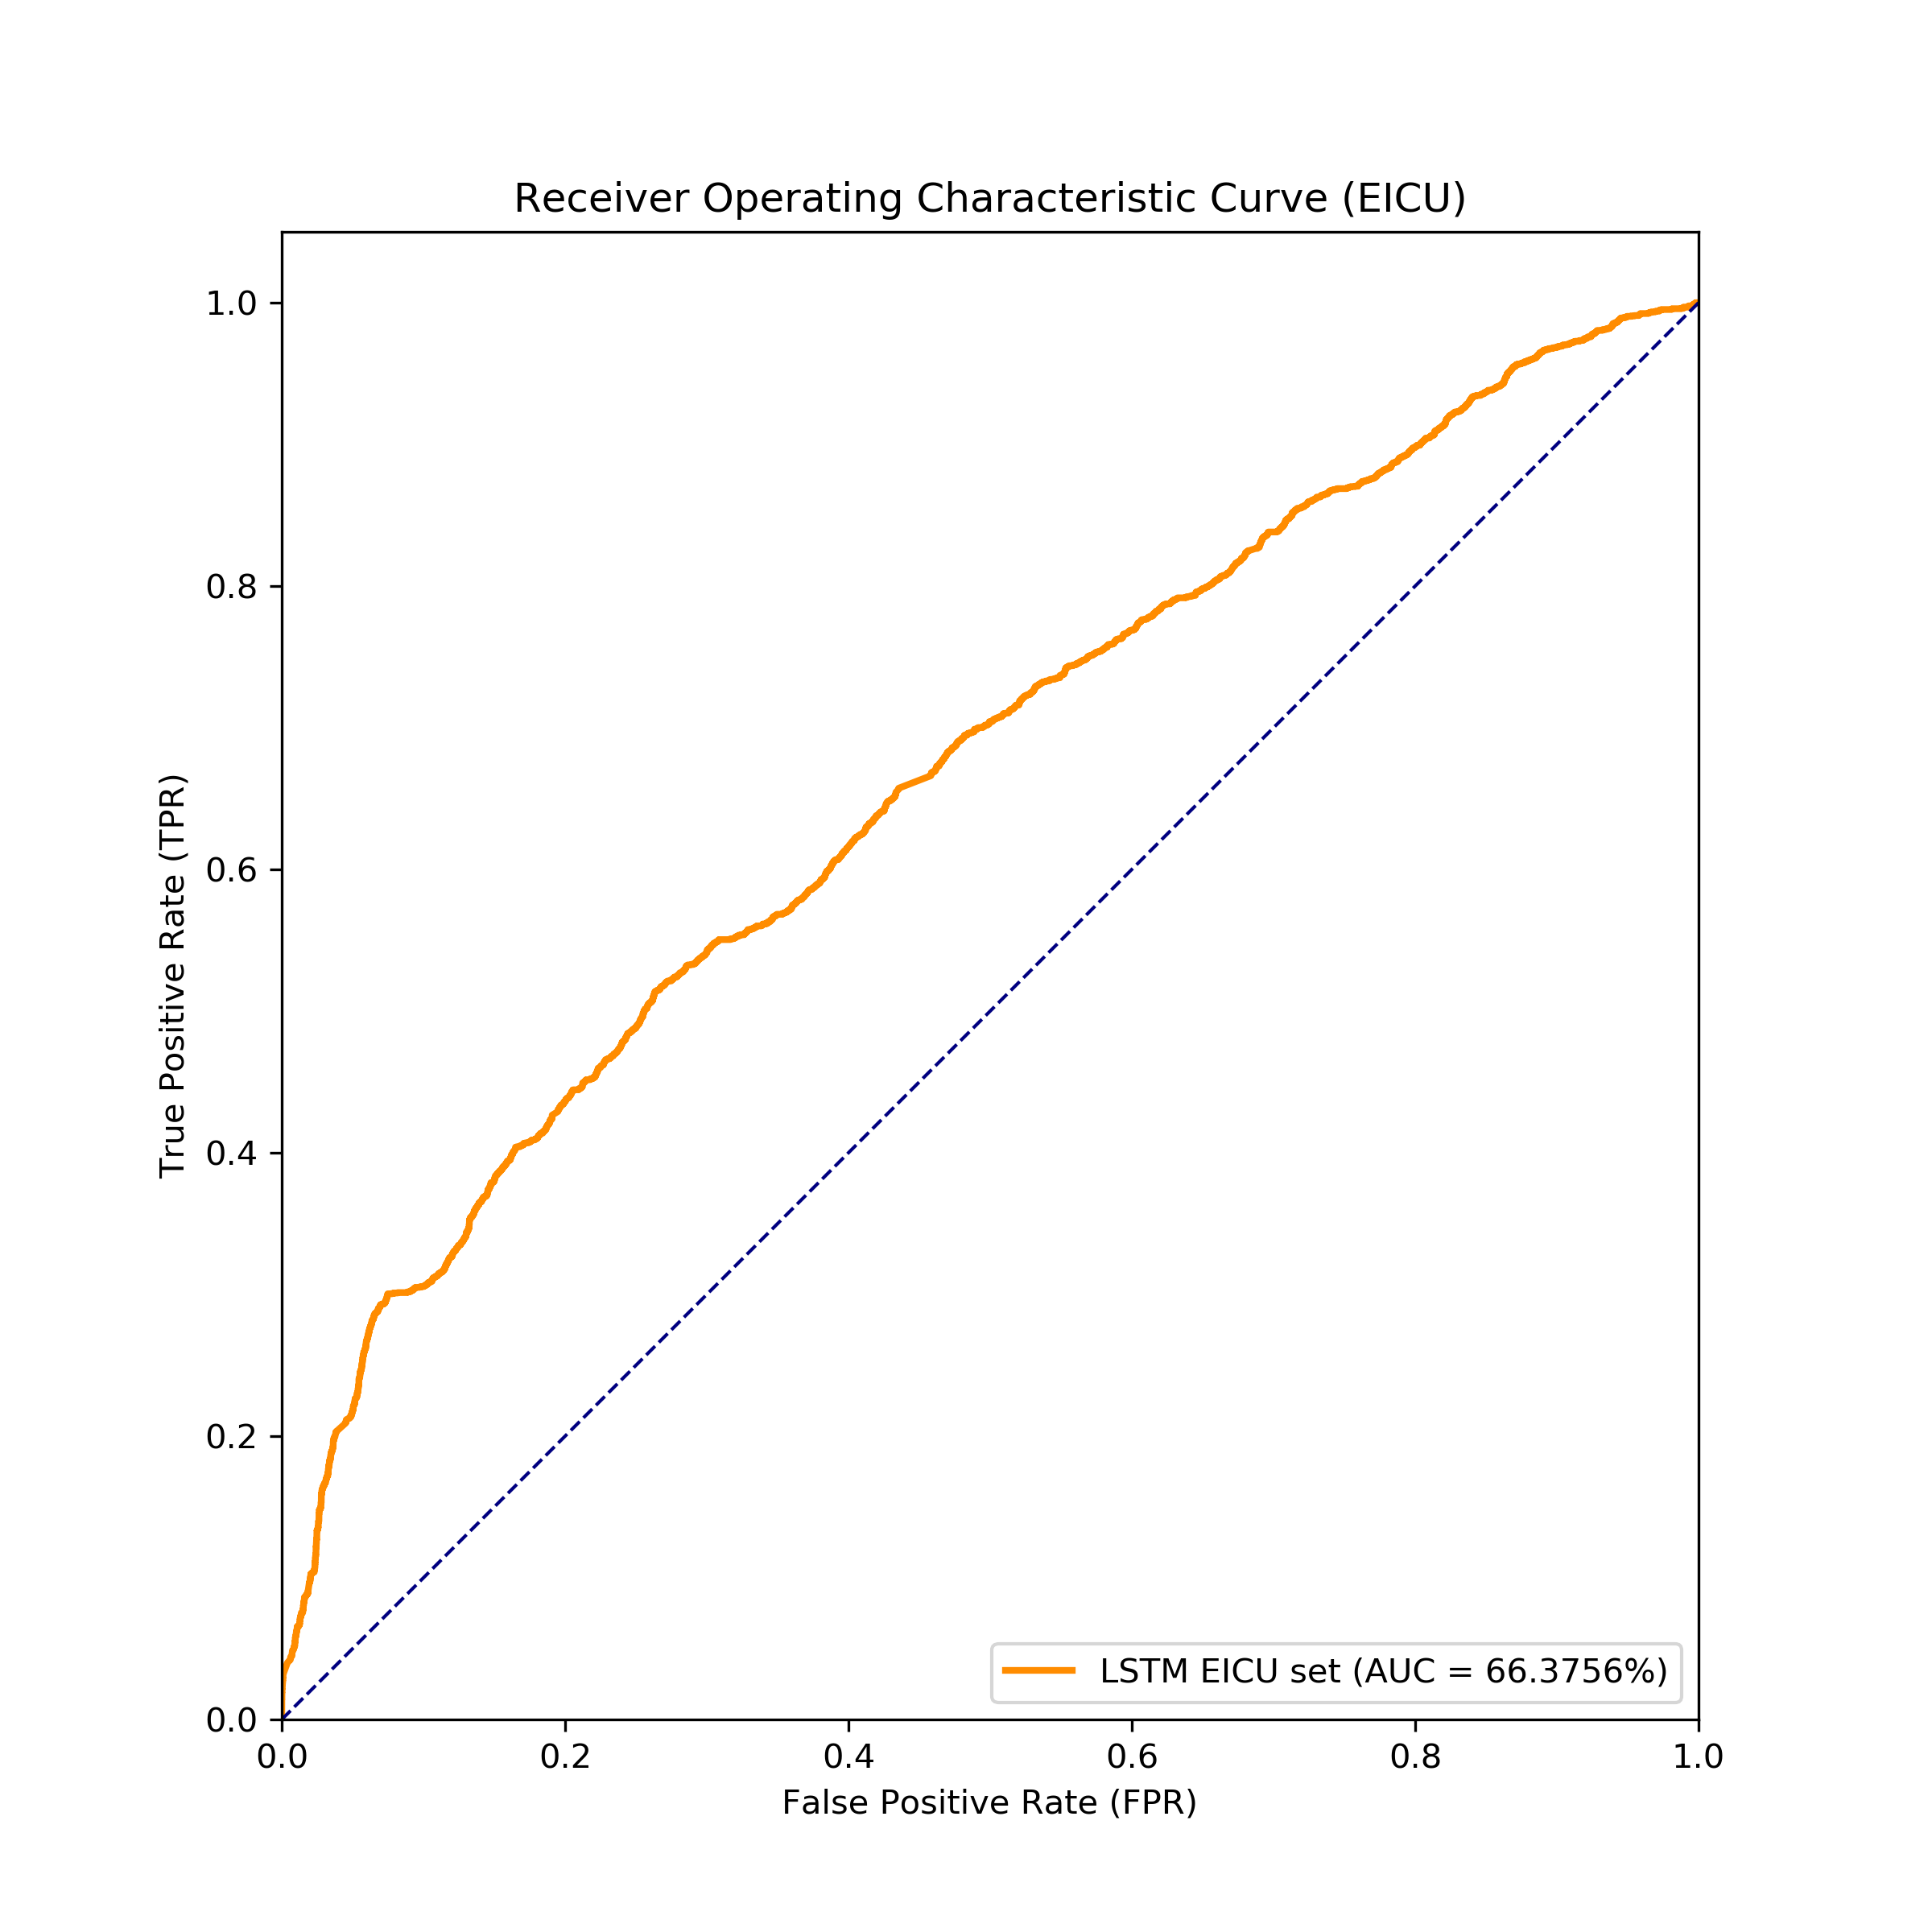 Receiver Operating Characteristic Curve (EICU)
1.0
0.8
0.6
0.4
0.2
0.0
True Positive Rate (TPR)
LSTM EICU set (AUC = 66.3756%)
0.0 0.2 0.4 0.6 0.8 1.0
False Positive Rate (FPR)